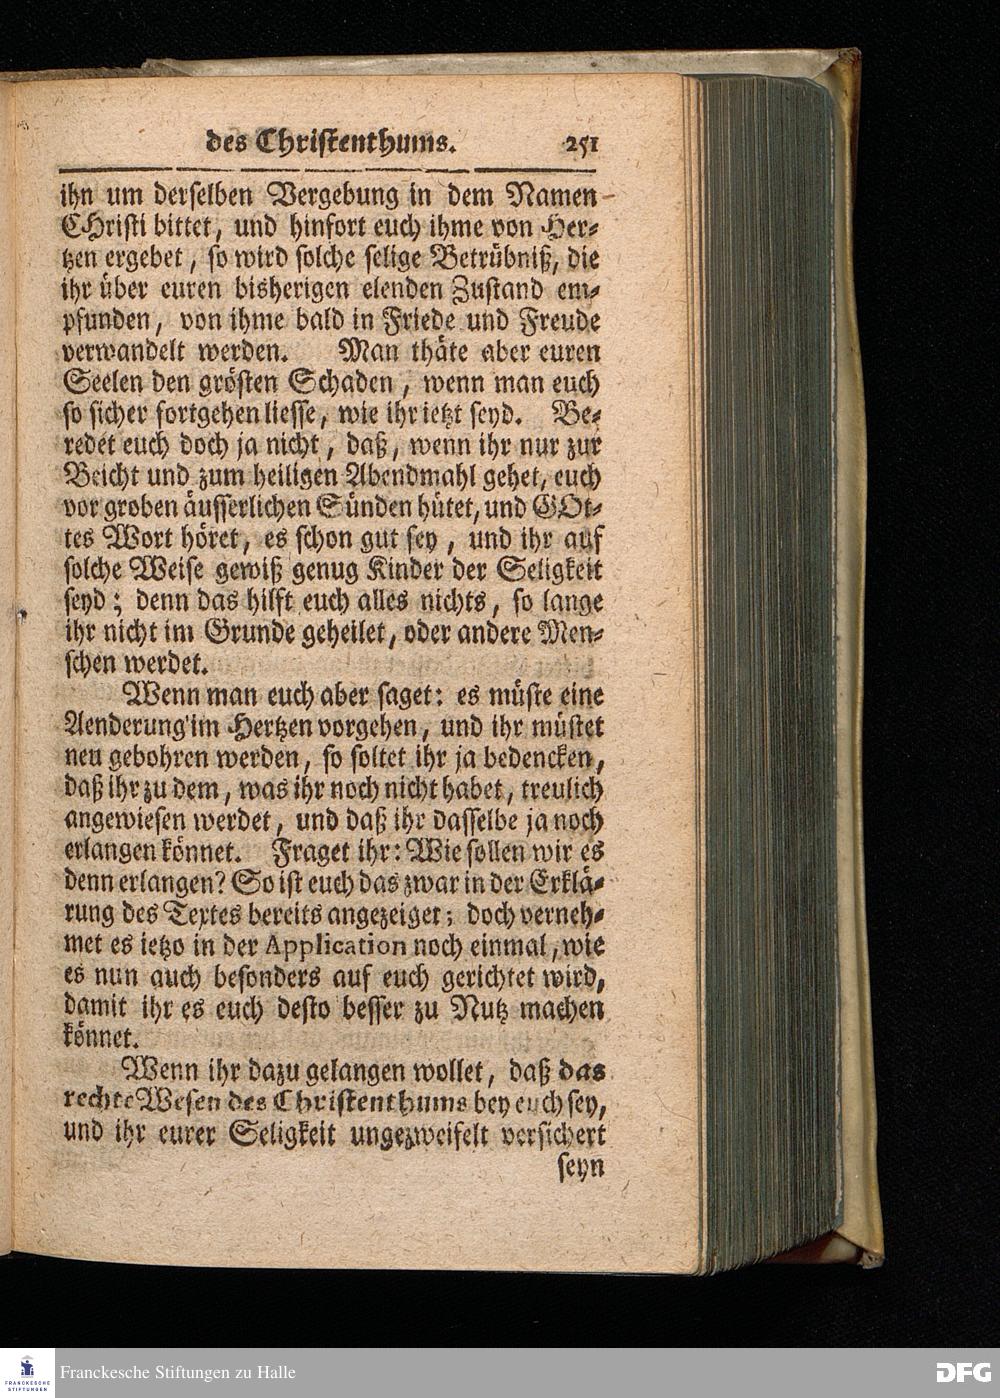 des Christenthums. 251
ihn um derselben Vergebung in dem Namen
CHristi bittet, und hinfort euch ihme von Her-
tzen ergebet, so wird solche selige Betrübniß, die
ihr über euren bisherigen elenden Zustand em-
pfunden, von ihme bald in Friede und Freude
verwandelt werden. Man thäte aber euren
Seelen den grösten Schaden, wenn man euch
so sicher fortgehen liesse, wie ihr ietzt seyd. Be-
redet euch doch ja nicht, daß, wenn ihr nur zur
Beicht und zum heiligen Abendmahl gehet, euch
vor groben äusserlichen Sünden hütet, und GOt-
tes Wort höret, es schon gut sey, und ihr auf
solche Weise gewiß genug Kinder der Seligkeit
seyd; denn das hilft euch alles nichts, so lange
ihr nicht im Grunde geheilet, oder andere Men-
schen werdet.
Wenn man euch aber saget: es müste eine
Aenderung im Hertzen vorgehen, und ihr müstet
neu gebohren werden, so soltet ihr ja bedencken,
daß ihr zu dem, was ihr noch nicht habet, treulich
angewiesen werdet, und daß ihr dasselbe ja noch
erlangen könnet. Fraget ihr: Wie sollen wir es
denn erlangen? So ist euch das zwar in der Erklä-
rung des Textes bereits angezeiget; doch verneh-
met es ietzo in der Application noch einmal, wie
es nun auch besonders auf euch gerichtet wird,
damit ihr es euch desto besser zu Nutz machen
könnet.
Wenn ihr dazu gelangen wollet, daß das
rechte Wesen des Christenthums bey euch sey,
und ihr eurer Seligkeit ungezweifelt versichert
seyn
FRANCKESCHE
STIFTUNGEN
Franckesche Stiftungen zu Halle
DFG